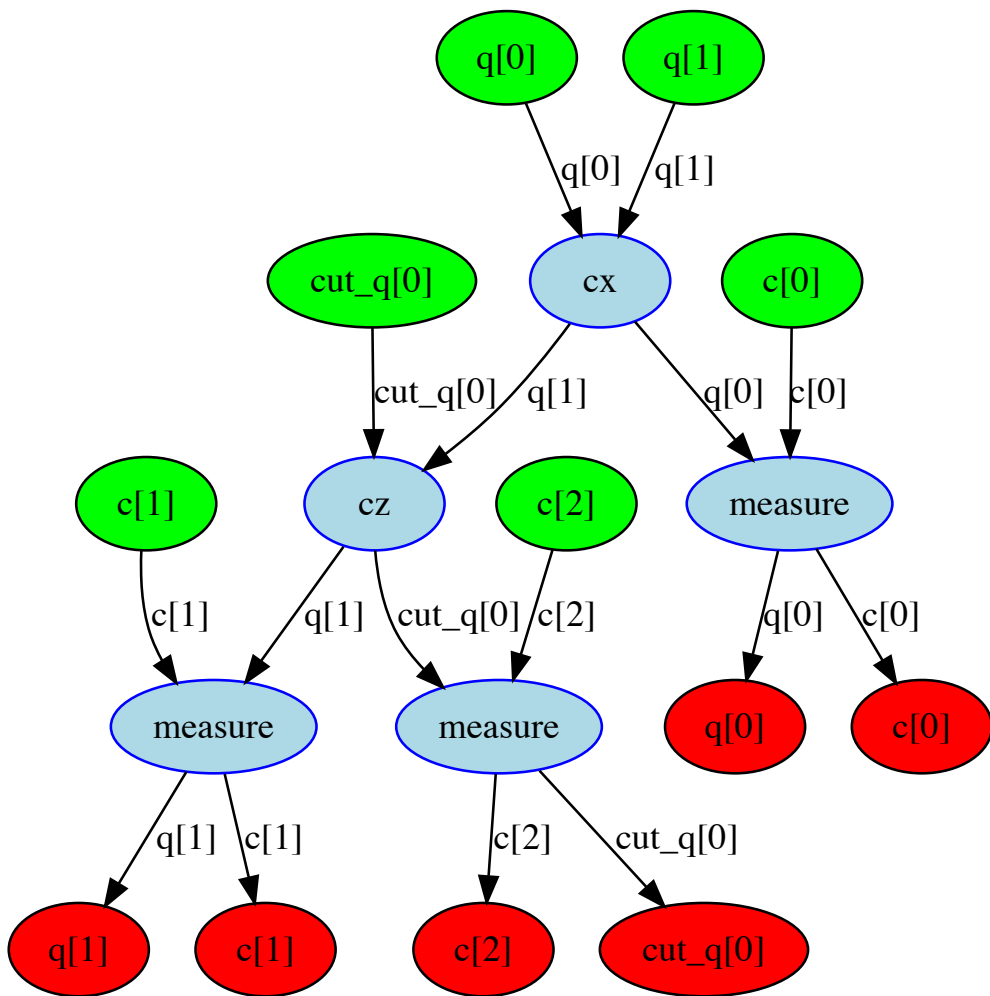 q[0] q[1]
q[0] q[1]
cut_q[0] cx c[0]
cut_q[0] q[1] q[0] c[0]
c[1] cz c[2] measure
c[1] q[1] cut_q[0] c[2] q[0] c[0]
measure measure q[0] c[0]
q[1] c[1] c[2] cut_q[0]
q[1] c[1] c[2] cut_q[0]